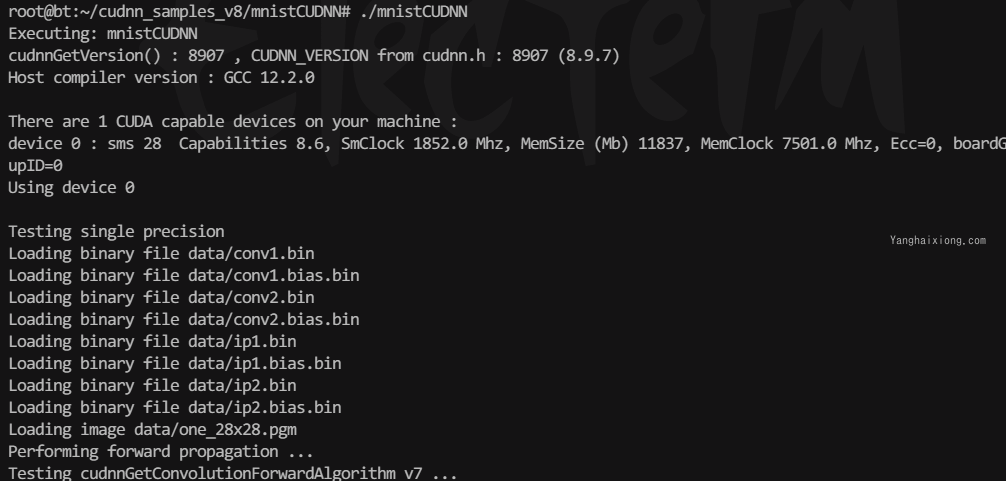 root@bt:~/cudnn_samples_v8/mnistCUDNN# ./mnistCUDNN
Executing: mnistCUDNN
cudnnGetVersion() : 8907 , CUDNN_VERSION from cudnn.h : 8907 (8.9.7)
Host compiler version : GCC 12.2.0
There are 1 CUDA capable devices on your machine :
device 0 : sms 28  Capabilities 8.6, SmClock 1852.0 Mhz, MemSize (Mb) 11837, MemClock 7501.0 Mhz, Ecc=0, boardG
upID=0
Using device 0
Testing single precision
Yanghaixiong.com
Loading binary file data/conv1.bin
Loading binary file data/conv1.bias.bin
Loading binary file data/conv2.bin
Loading binary file data/conv2.bias.bin
Loading binary file data/ip1.bin
Loading binary file data/ip1.bias.bin
Loading binary file data/ip2.bin
Loading binary file data/ip2.bias.bin
Loading image data/one_28x28.pgm
Performing forward propagation ...
Testing cudnnGetConvolutionForwardAlgorithm_v7 ...